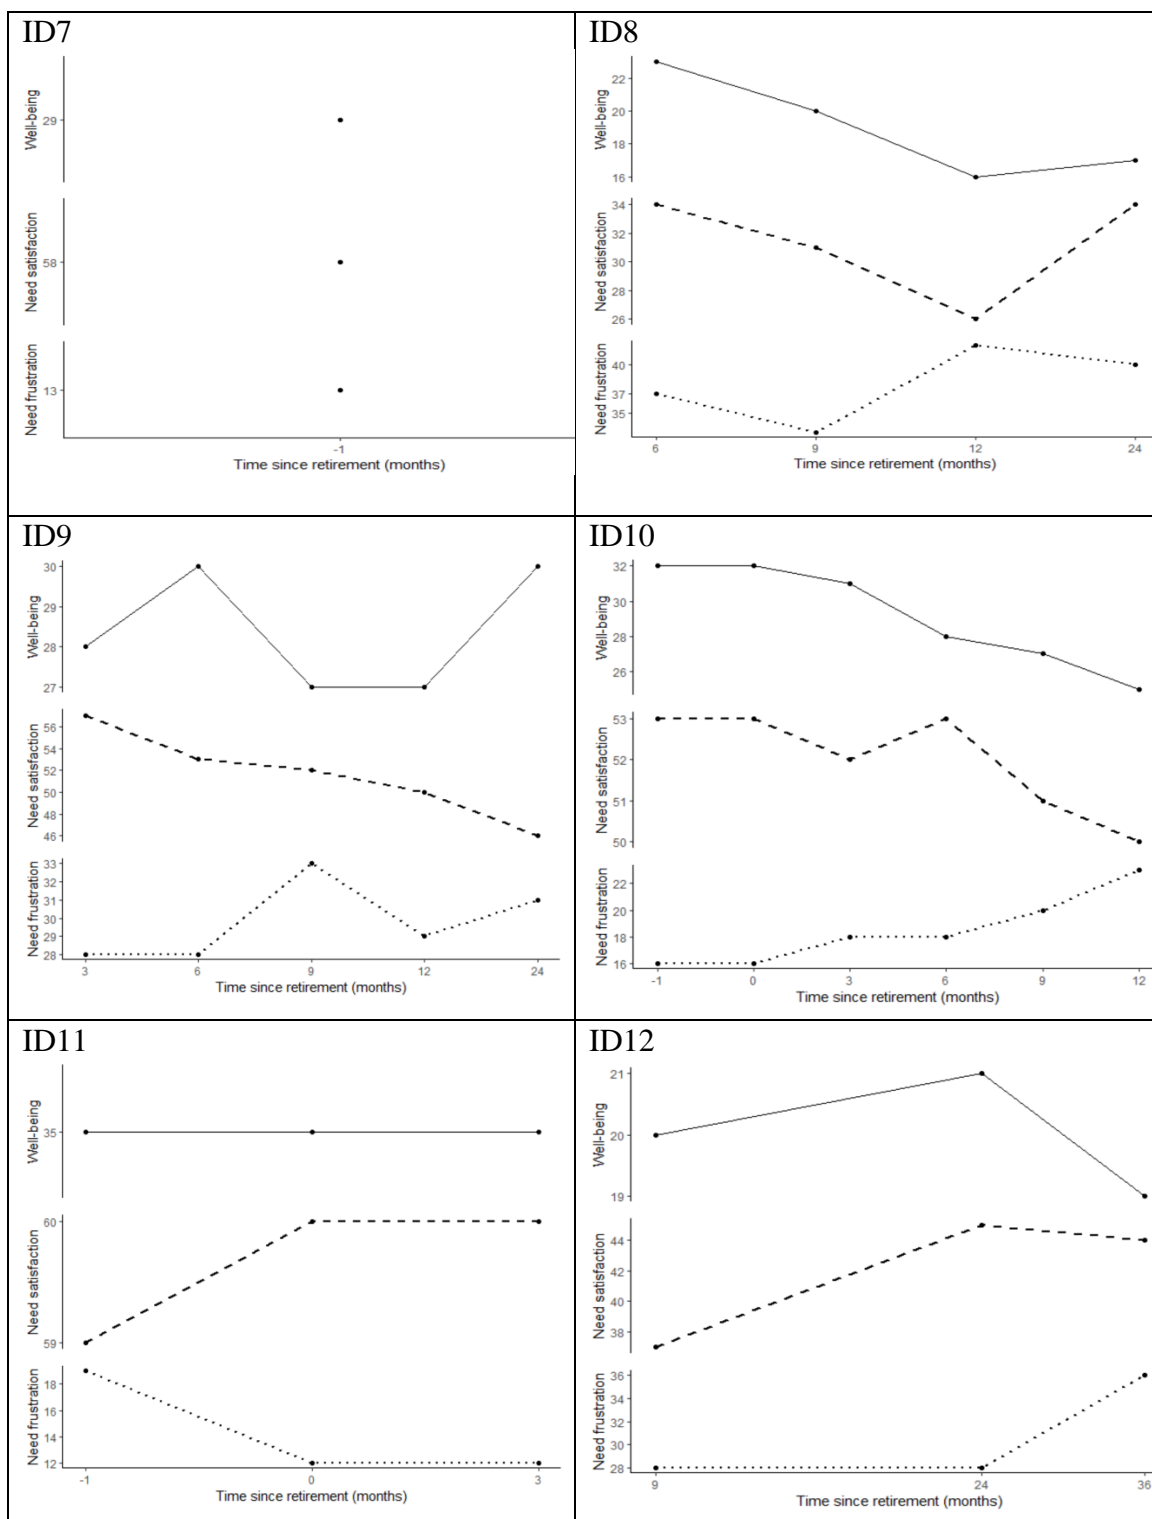 ID7
Well-being
29
Need satisfaction
58
Need frustration
13
-1
Time since retirement (months)
ID8
Well-being
22
20
18
16
Need satisfaction
34
32
30
28
26
Need frustration
40
37
35
6 9 12 24
Time since retirement (months)
ID9
Well-being
30
29
28
27
Need satisfaction
56
54
52
50
48
46
Need frustration
33
32
31
30
29
28
3 6 9 12 24
Time since retirement (months)
ID10
Well-being
32
30
28
26
Need satisfaction
53
52
51
50
Need frustration
22
20
18
16
-1 0 3 6 9 12
Time since retirement (months)
ID11
Well-being
35
Need satisfaction
60
59
Need frustration
18
16
14
12
-1 0 3
Time since retirement (months)
ID12
Well-being
21
20
19
Need satisfaction
44
42
40
38
Need frustration
36
34
32
30
28
9 24 36
Time since retirement (months)